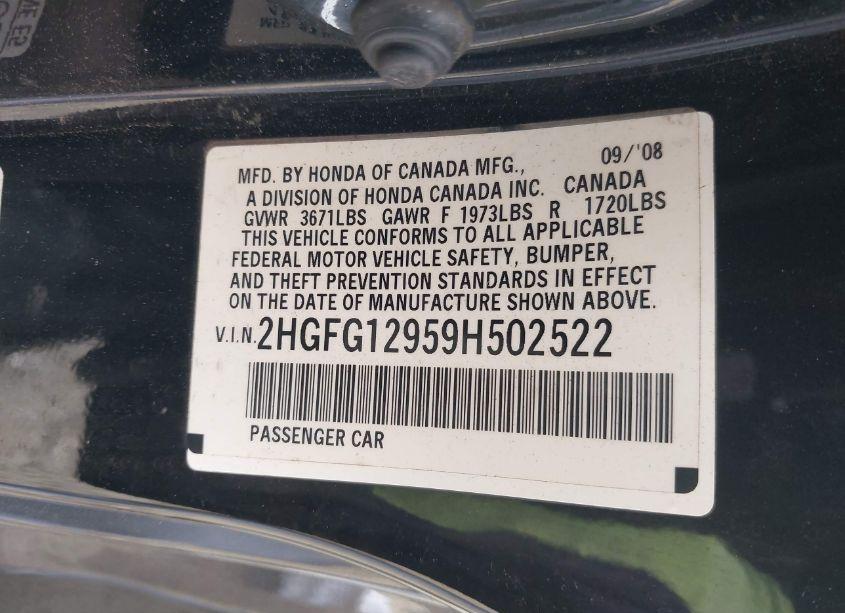 MFD. BY HONDA OF CANADA MFG., 09/'08
A DIVISION OF HONDA CANADA INC. CANADA
GVWR 3671LBS GAWR F 1973LBS R 1720LBS
THIS VEHICLE CONFORMS TO ALL APPLICABLE
FEDERAL MOTOR VEHICLE SAFETY, BUMPER,
AND THEFT PREVENTION STANDARDS IN EFFECT
ON THE DATE OF MANUFACTURE SHOWN ABOVE.
V.I.N. 2HGFG12959H502522
PASSENGER CAR